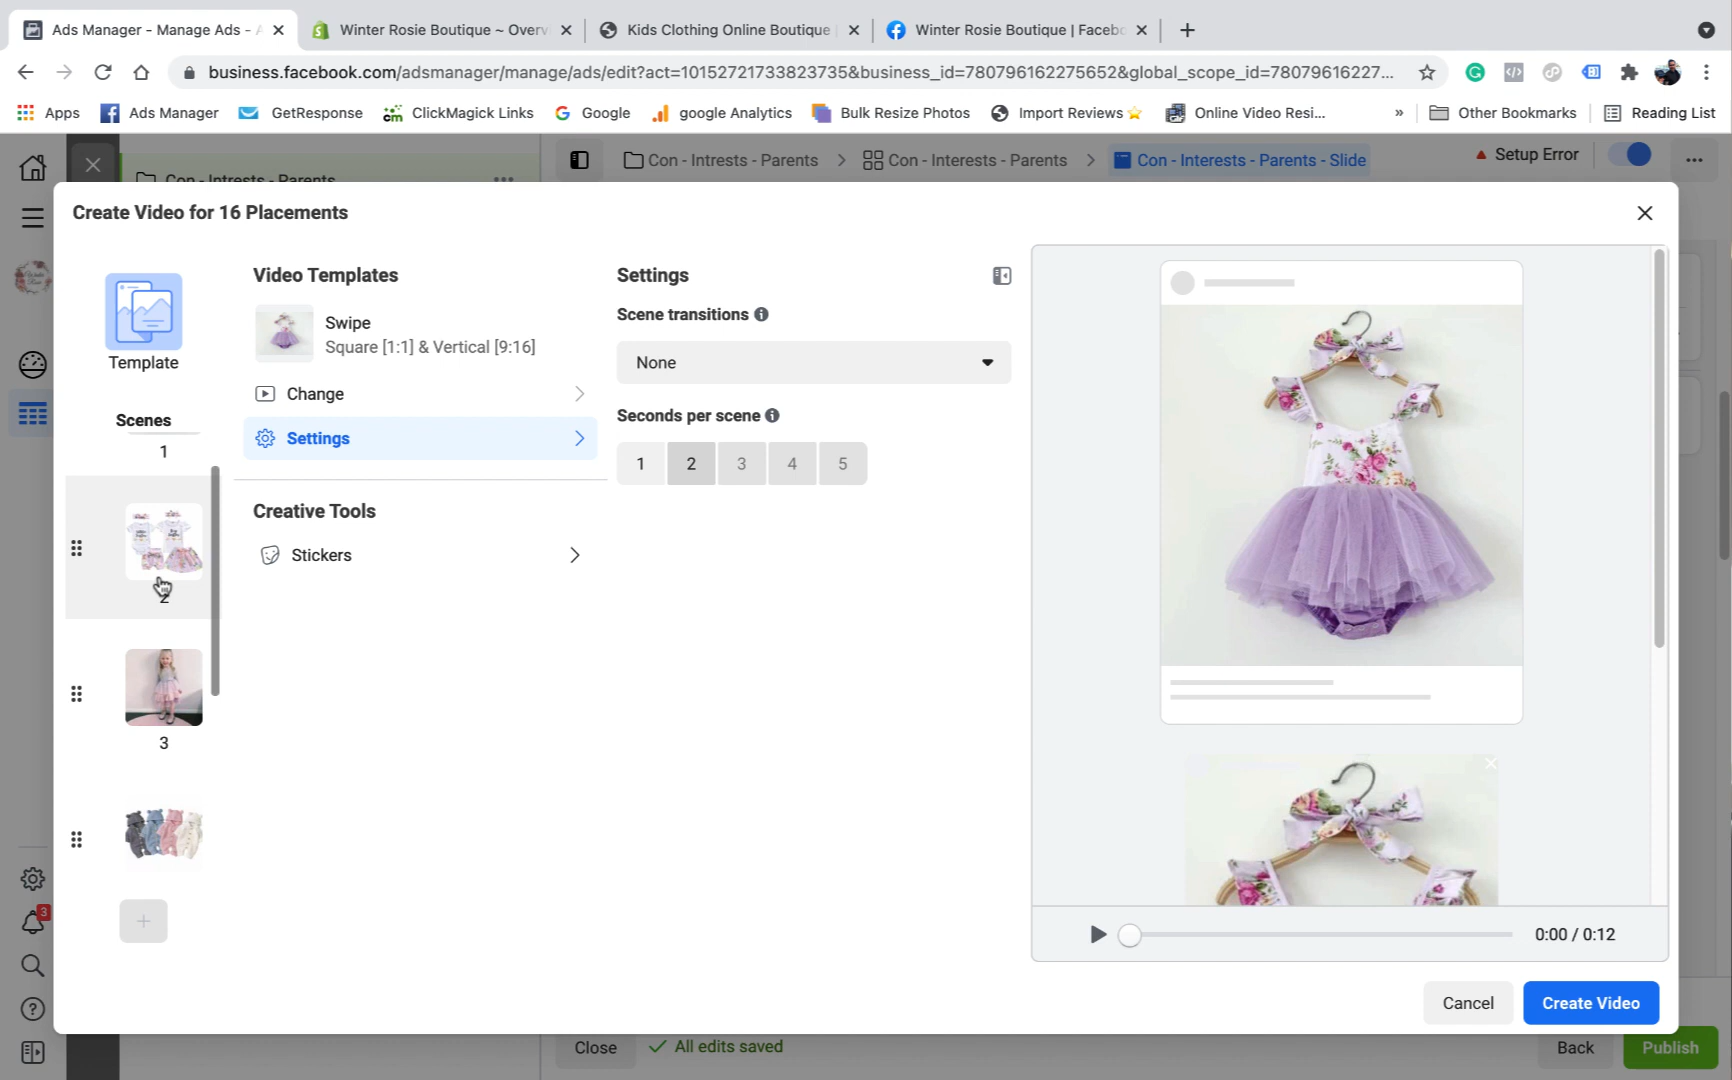 Ads Manager - Manage Ads - A
Winter Rosie Boutique ~ Overv
Kids Clothing Online Boutique
Winter Rosie Boutique | Facebo
business.facebook.com/adsmanager/manage/ads/edit?act=10152721733823735&business_id=780796162275652&global_scope_id=78079616227...
Apps
Ads Manager
GetResponse
ClickMagick Links
Google
google Analytics
Bulk Resize Photos
Import Reviews
Online Video Resi...
»
Other Bookmarks
Reading List
Con - Intrests - Parents
Con - Intrests - Parents
Con - Interests - Parents
Con - Interests - Parents - Slide
Setup Error
Create Video for 16 Placements
Template
Scenes
1
2
3
Video Templates
Swipe
Square [1:1] & Vertical [9:16]
Change
Settings
Creative Tools
Stickers
Settings
Scene transitions
None
Seconds per scene
1 2 3 4 5
0:00 / 0:12
Cancel
Create Video
3
Close
All edits saved
Back
Publish